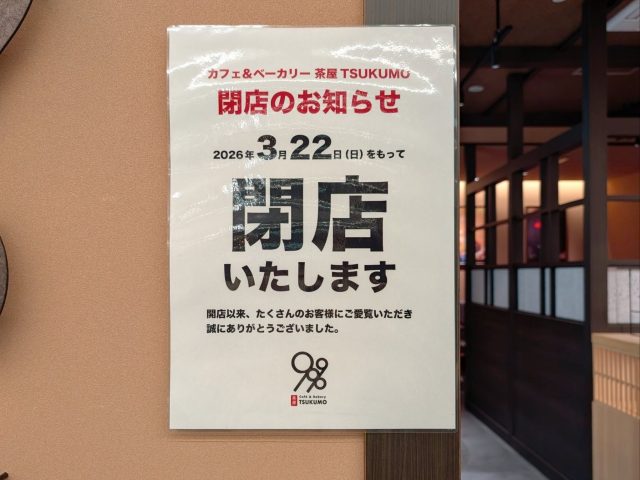 カフェ&ベーカリー 茶屋 TSUKUMO
閉店のお知らせ
2026年3月22日(日)をもって
閉店
いたします
開店以来、たくさんのお客様にご愛覧いただき
誠にありがとうございました。
Café & Bakery
TSUKUMO